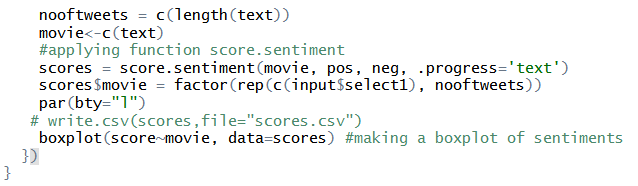 nooftweets = c(length(text))
movie<-c(text)
#applying function score.sentiment
scores = score.sentiment(movie, pos, neg, .progress='text')
scores$movie = factor(rep(c(input$select1), nooftweets))
par(bty="l")
# write.csv(scores,file="scores.csv")
boxplot(score~movie, data=scores) #making a boxplot of sentiments
})
}